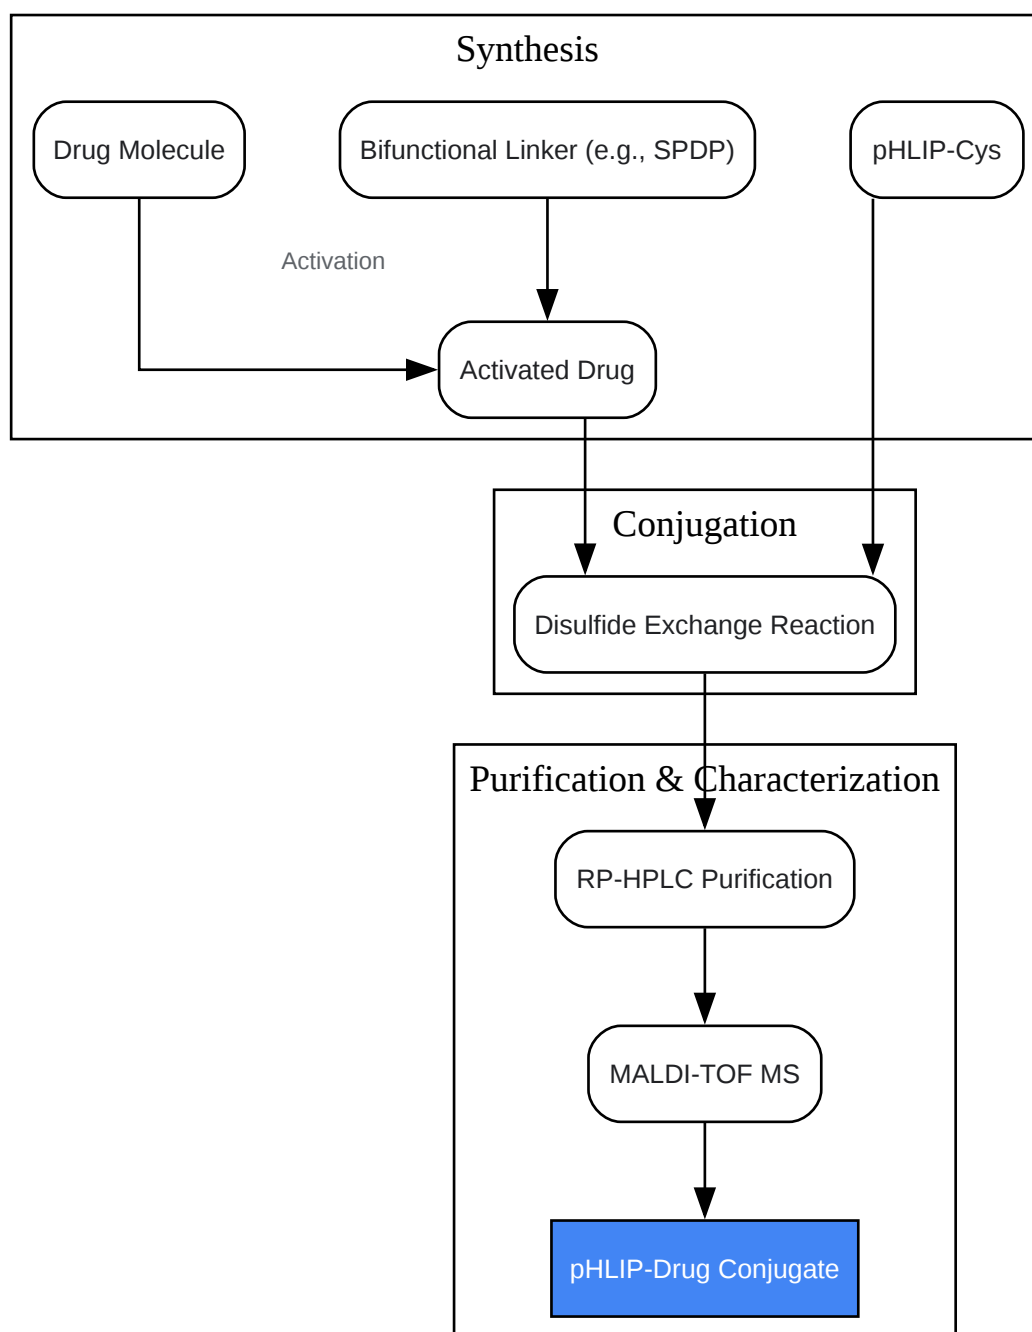 Synthesis
Drug Molecule
Bifunctional Linker (e.g., SPDP)
pHLIP-Cys
Activation
Activated Drug
Conjugation
Disulfide Exchange Reaction
Purification & Characterization
RP-HPLC Purification
MALDI-TOF MS
pHLIP-Drug Conjugate